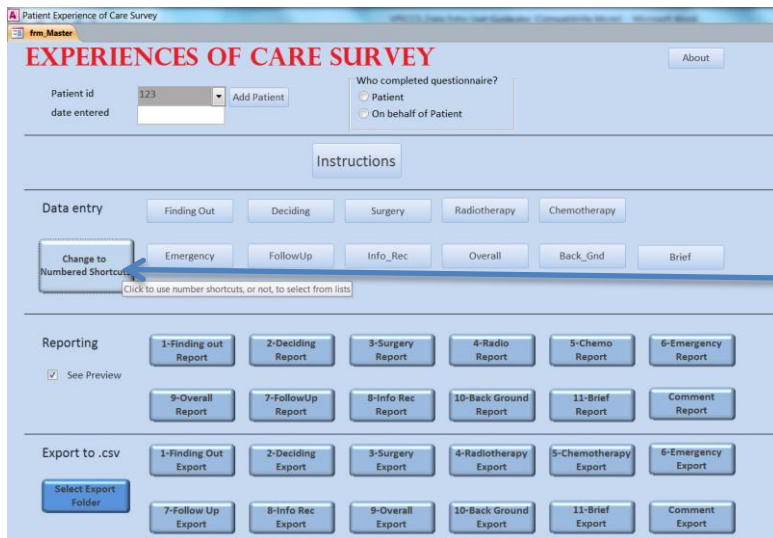 Patient Experience of Care Survey
frm_Master
EXPERIENCES OF CARE SURVEY
About
Patient id
123
Add Patient
date entered
Who completed questionnaire?
Patient
On behalf of Patient
Instructions
Data entry
Finding Out
Deciding
Surgery
Radiotherapy
Chemotherapy
Change to
Numbered Shortcuts
Emergency
FollowUp
Info_Rec
Overall
Back_Gnd
Brief
Click to use number shortcuts, or not, to select from lists
Reporting
See Preview
1-Finding out
Report
2-Deciding
Report
3-Surgery
Report
4-Radio
Report
5-Chemo
Report
6-Emergency
Report
9-Overall
Report
7-FollowUp
Report
8-Info Rec
Report
10-Back Ground
Report
11-Brief
Report
Comment
Report
Export to .csv
Select Export
Folder
1-Finding Out
Export
2-Deciding
Export
3-Surgery
Export
4-Radiotherapy
Export
5-Chemotherapy
Export
6-Emergency
Export
7-Follow Up
Export
8-Info Rec
Export
9-Overall
Export
10-Back Ground
Export
11-Brief
Export
Comment
Export